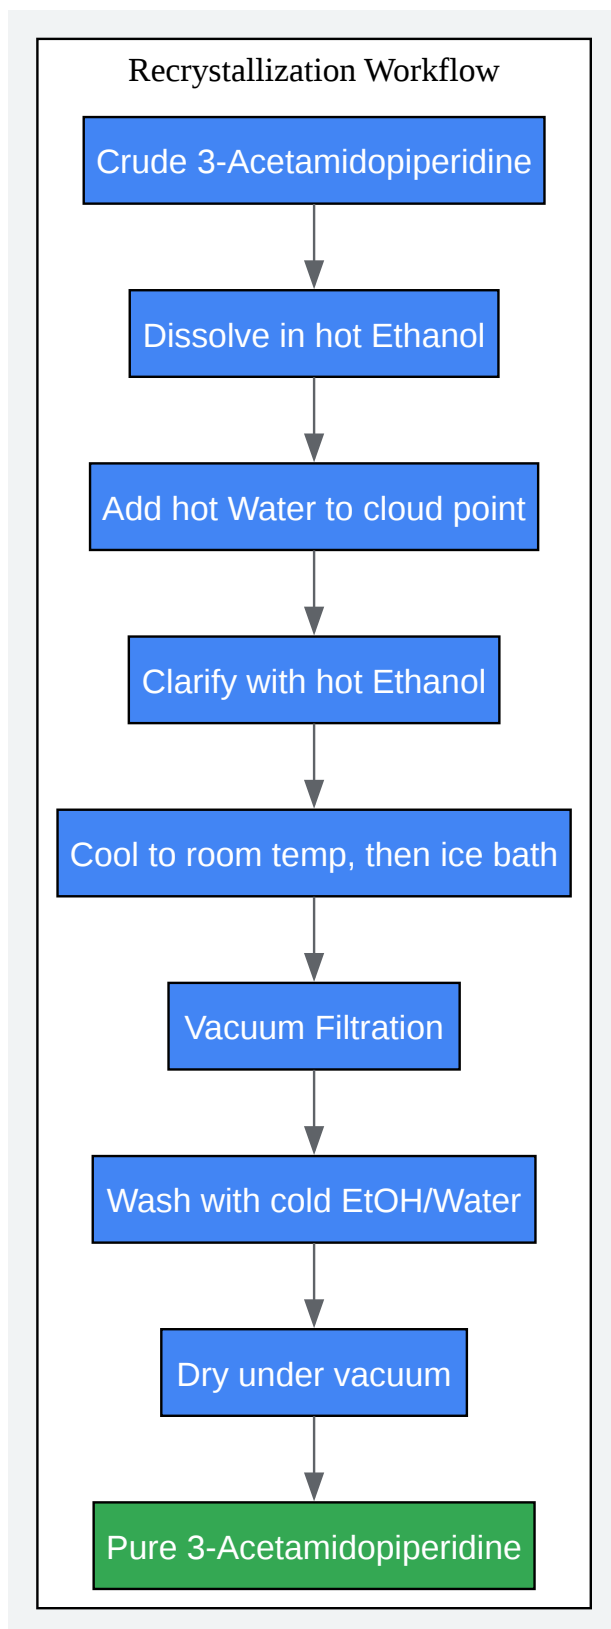 Recrystallization Workflow
Crude 3-Acetamidopiperidine
Dissolve in hot Ethanol
Add hot Water to cloud point
Clarify with hot Ethanol
Cool to room temp, then ice bath
Vacuum Filtration
Wash with cold EtOH/Water
Dry under vacuum
Pure 3-Acetamidopiperidine